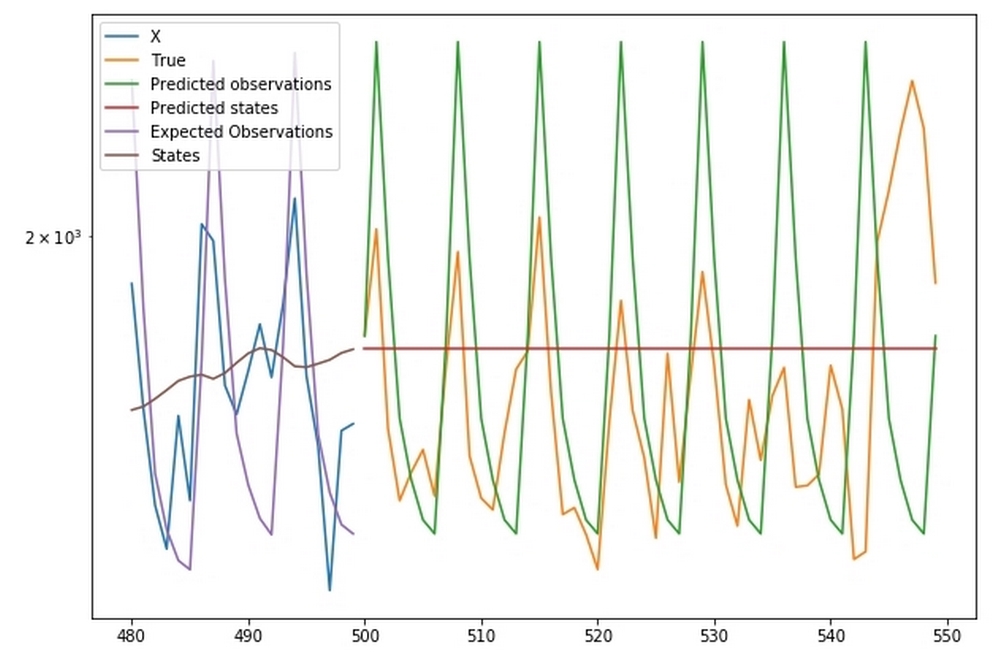 X
True
Predicted observations
Predicted states
Expected Observations
States
2 × 10³
480 490 500 510 520 530 540 550